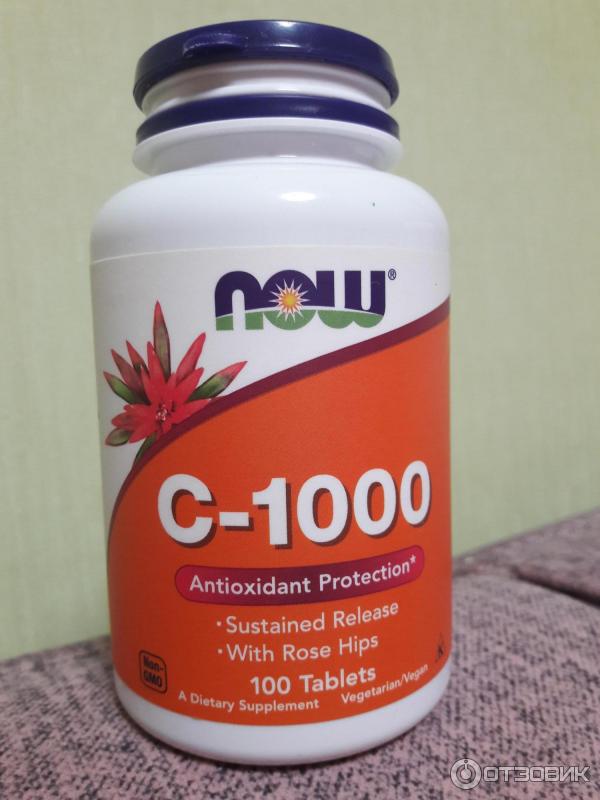 NOW®
C-1000
Antioxidant Protection*
•Sustained Release
•With Rose Hips
100 Tablets
Non-
GMO
A Dietary Supplement
Vegetarian/Vegan
K
ОТЗОВИК